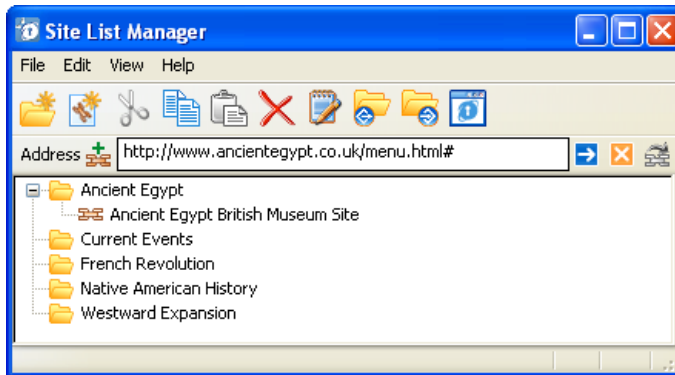 Site List Manager
File Edit View Help
Address http://www.ancientegypt.co.uk/menu.html#
Ancient Egypt
Ancient Egypt British Museum Site
Current Events
French Revolution
Native American History
Westward Expansion